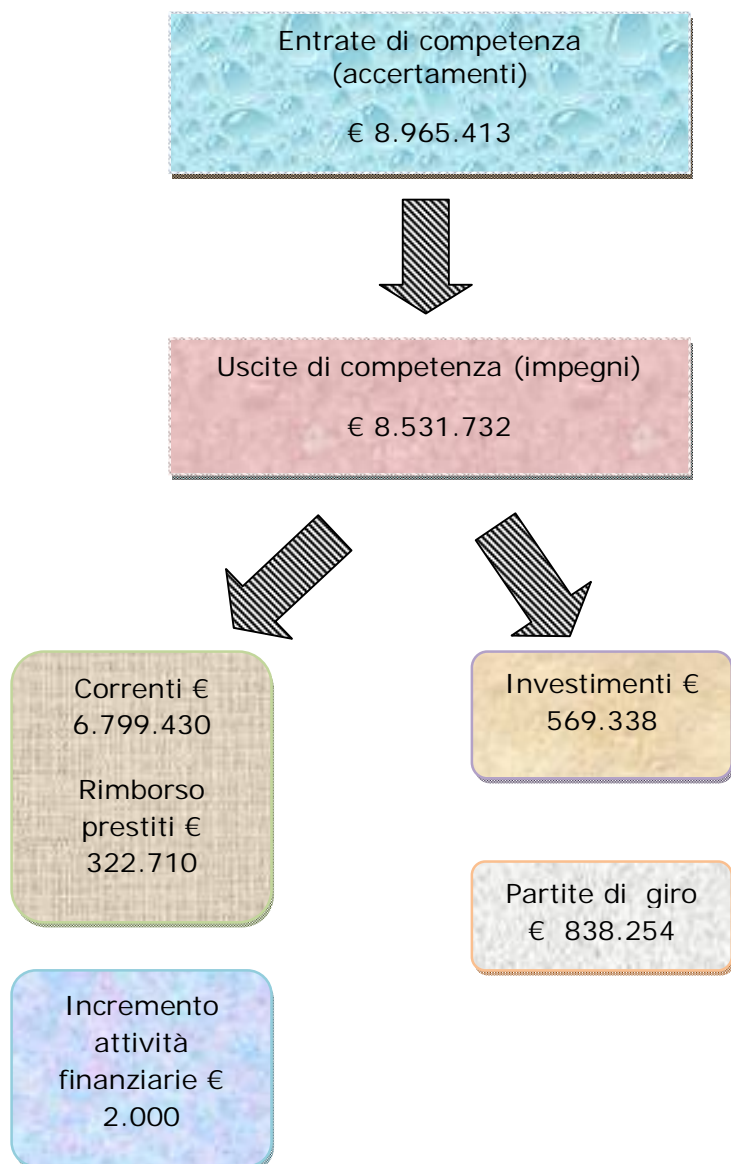 Entrate di competenza
(accertamenti)
€ 8.965.413
Uscite di competenza (impegni)
€ 8.531.732
Correnti €
6.799.430
Rimborso
prestiti €
322.710
Investimenti €
569.338
Partite di giro
€ 838.254
Incremento
attività
finanziarie €
2.000